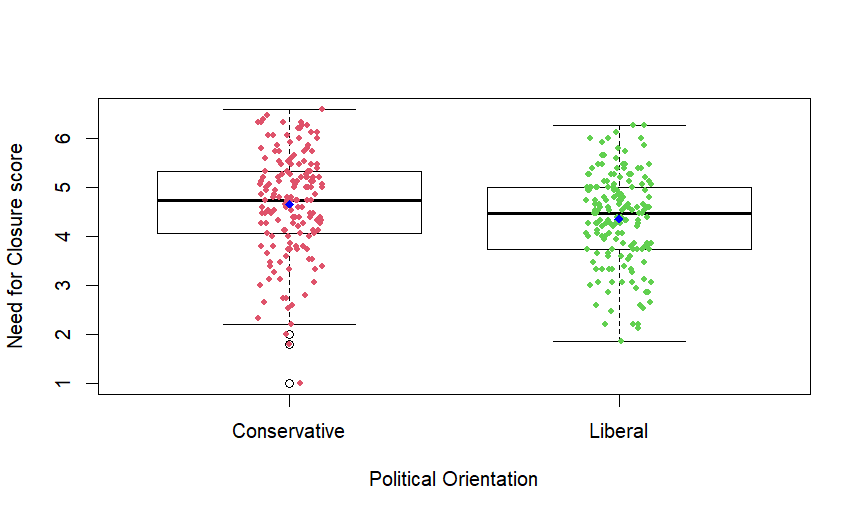 Need for Closure score
6
5
4
3
2
1
Conservative
Liberal
Political Orientation